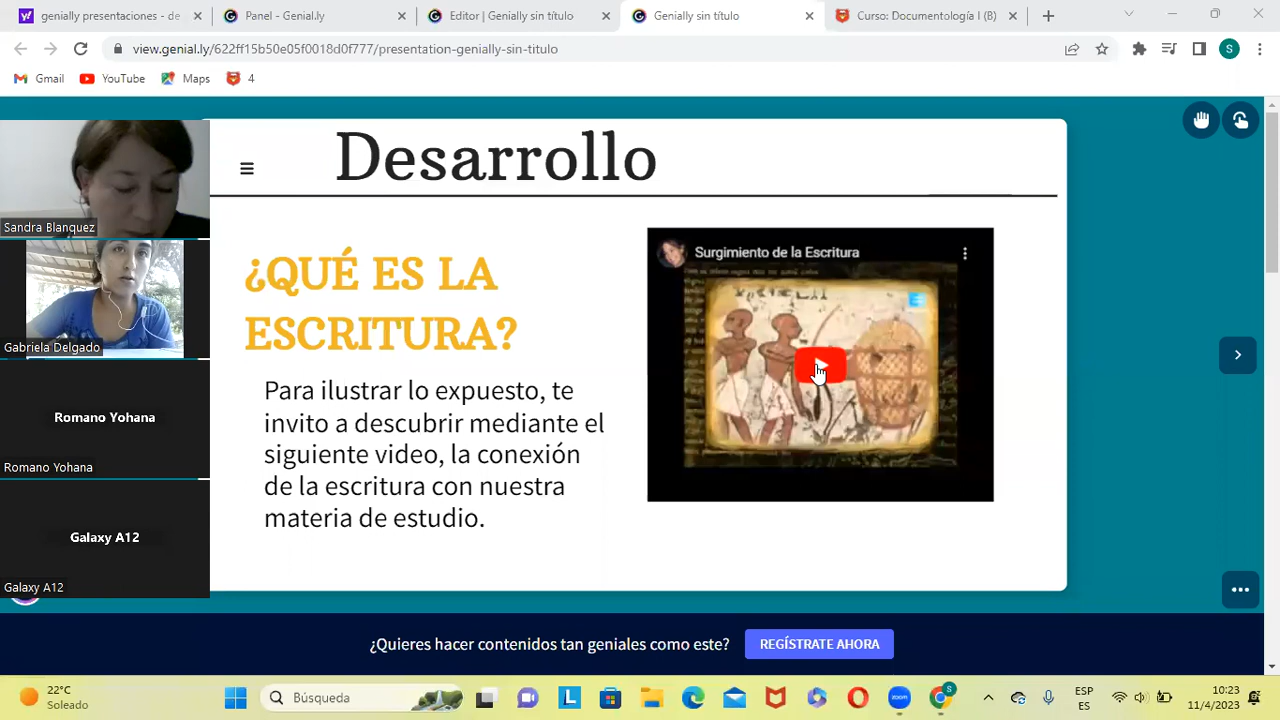 genially presentaciones - de
Panel - Genial.ly
Editor | Genially sin título
Genially sin título
Curso: Documentología I (B)
view.genial.ly/622ff15b50e05f0018d0f777/presentation-genially-sin-titulo
S
Gmail
YouTube
Maps
4
Desarrollo
Sandra Blanquez
Gabriela Delgado
Romano Yohana
Romano Yohana
Galaxy A12
Galaxy A12
¿QUÉ ES LA
ESCRITURA?
Para ilustrar lo expuesto, te
invito a descubrir mediante el
siguiente video, la conexión
de la escritura con nuestra
materia de estudio.
Surgimiento de la Escritura
¿Quieres hacer contenidos tan geniales como este?
REGÍSTRATE AHORA
22°C
Soleado
Búsqueda
ESP
ES
10:23
11/4/2023